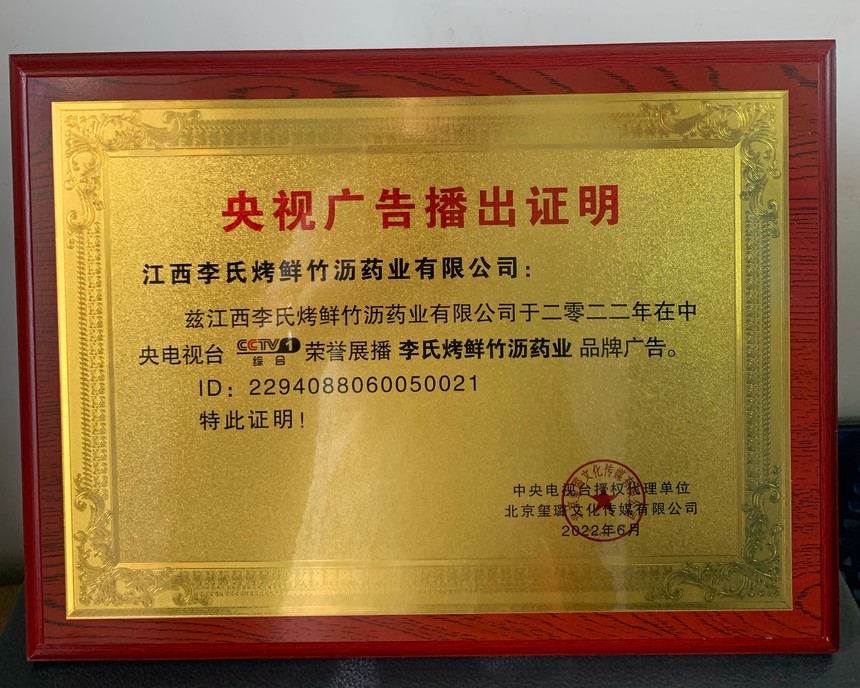 央视广告播出证明
江西李氏烤鲜竹沥药业有限公司：
兹江西李氏烤鲜竹沥药业有限公司于二零二二年在中
央电视台 CCTV 1 综合 荣誉展播 李氏烤鲜竹沥药业 品牌广告。
ID：2294088060050021
特此证明！
中央电视台授权代理单位
北京玺璐文化传媒有限公司
2022年6月